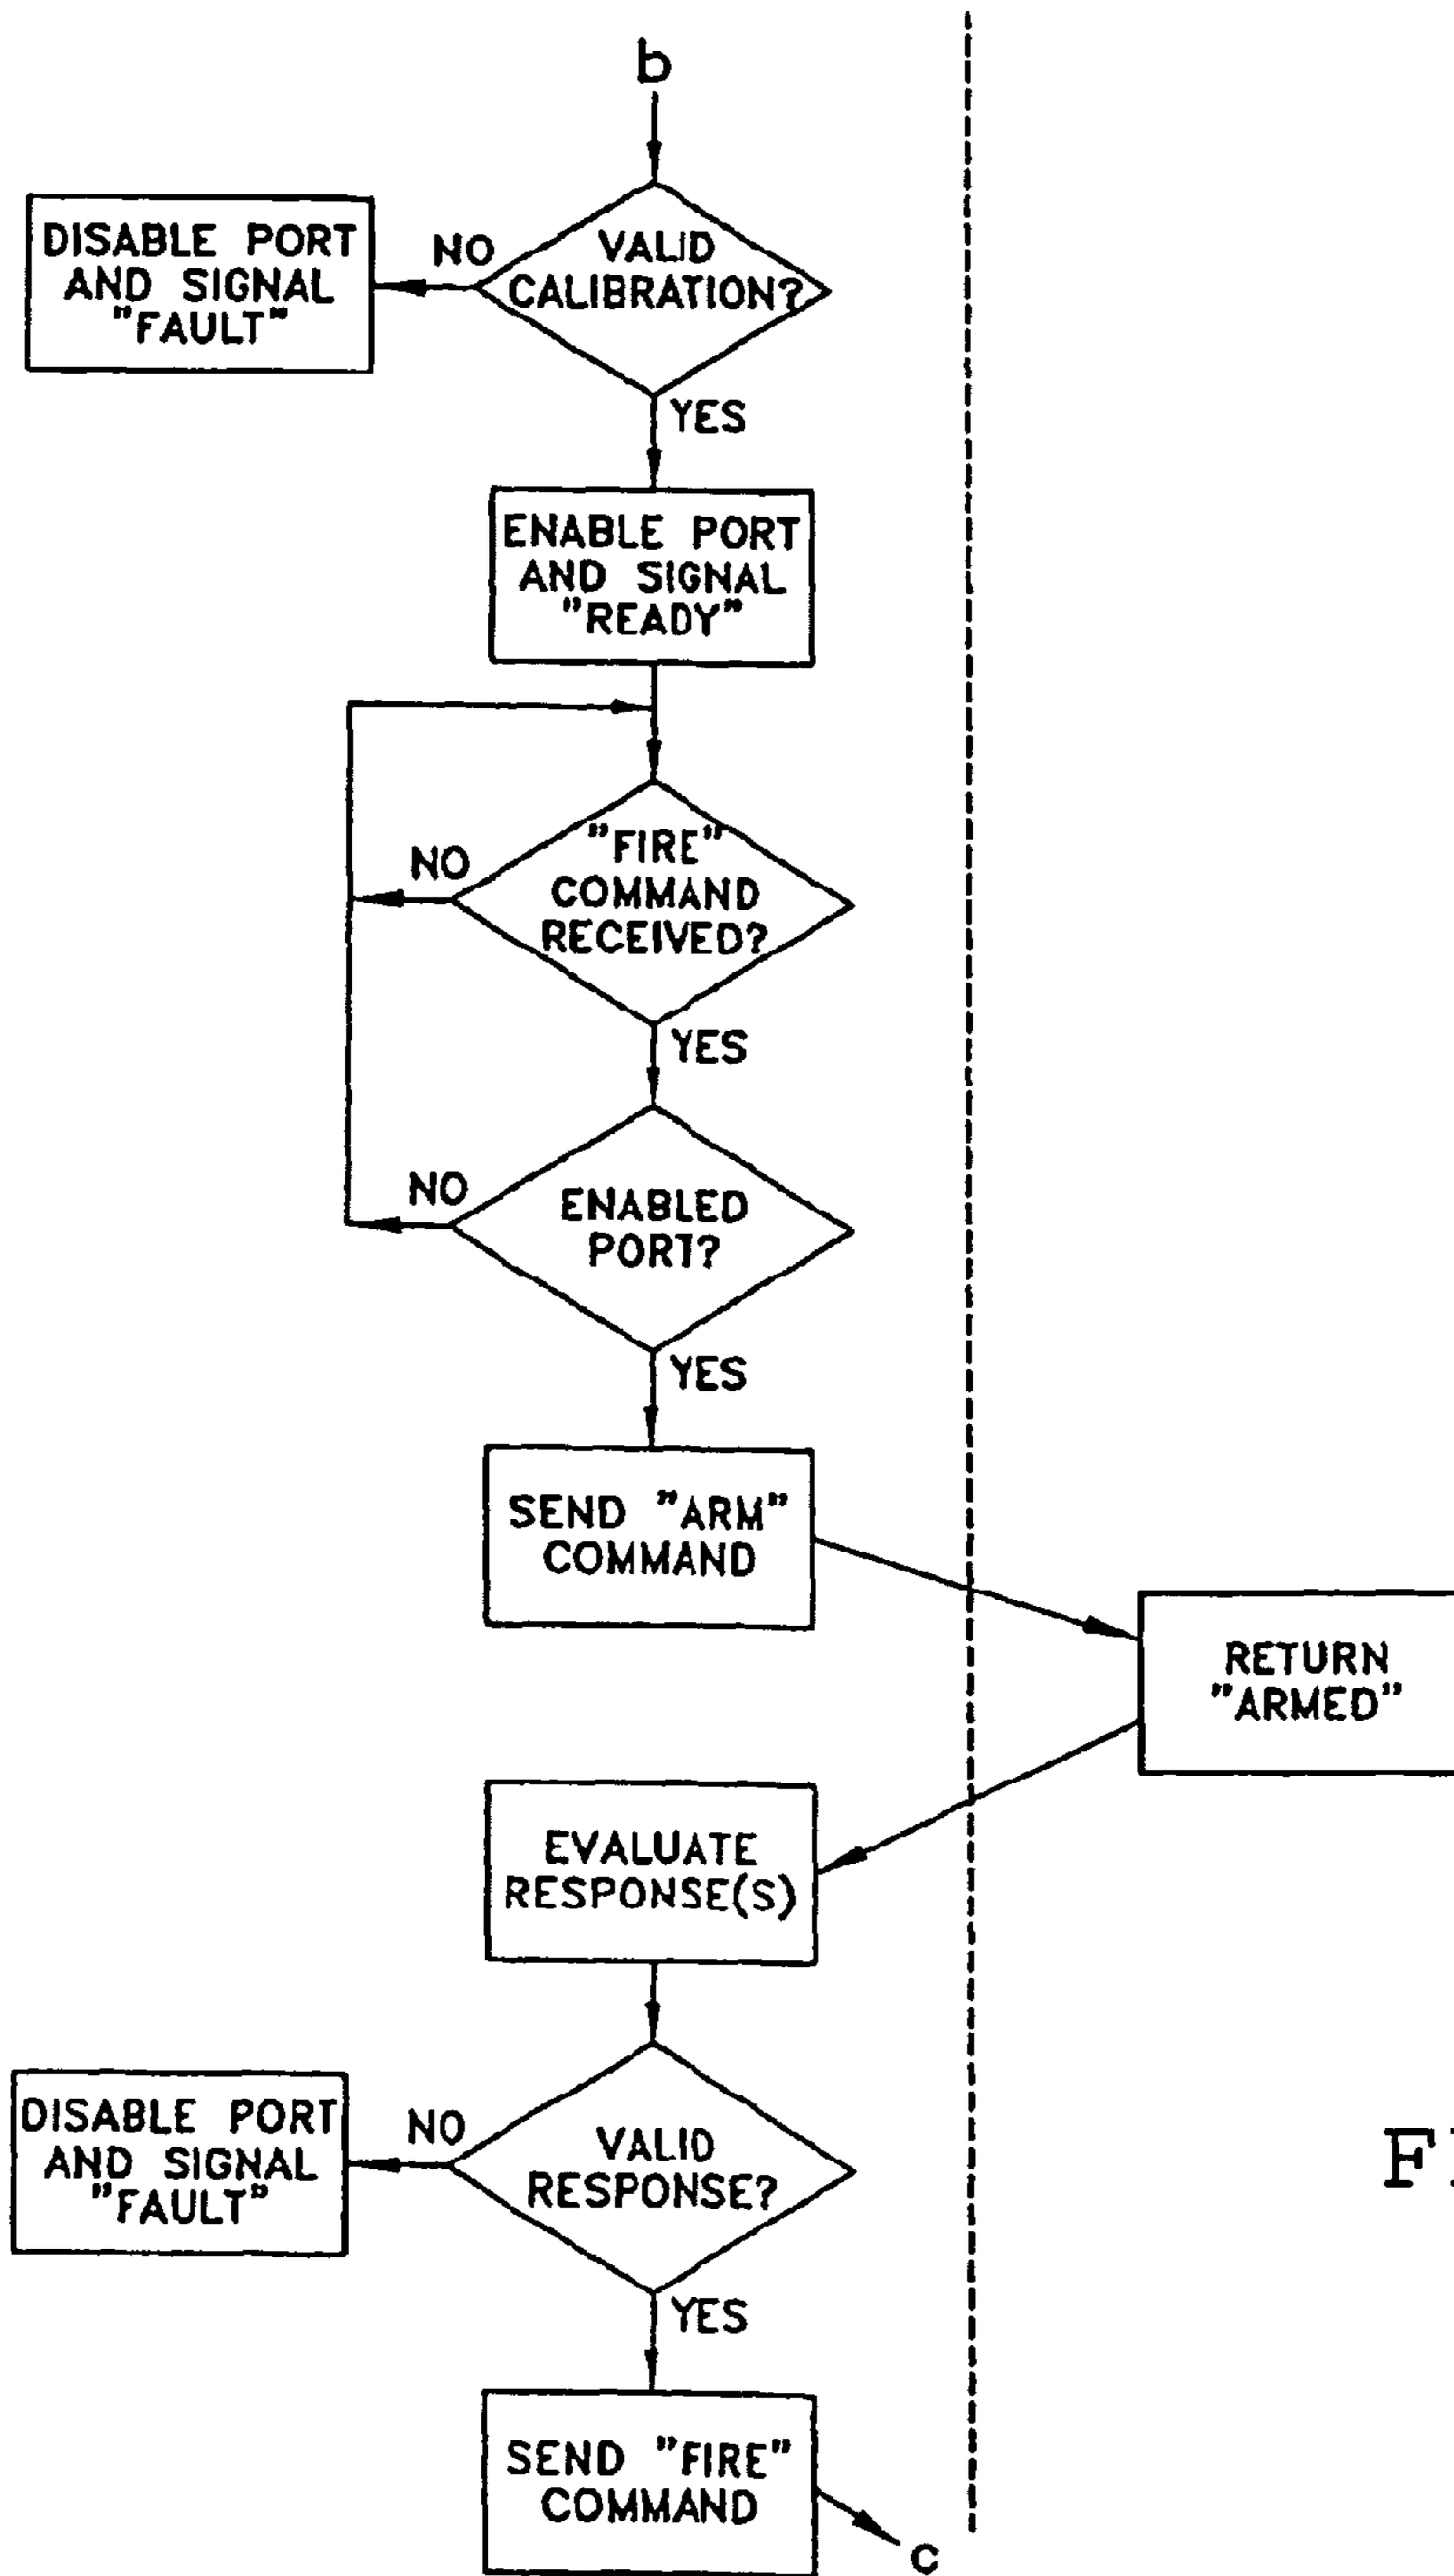 b
DISABLE PORT
AND SIGNAL
"FAULT"
NO
VALID
CALIBRATION?
YES
ENABLE PORT
AND SIGNAL
"READY"
NO
"FIRE"
COMMAND
RECEIVED?
YES
NO
ENABLED
PORT?
YES
SEND "ARM"
COMMAND
RETURN
"ARMED"
EVALUATE
RESPONSE(S)
DISABLE PORT
AND SIGNAL
"FAULT"
NO
VALID
RESPONSE?
YES
SEND "FIRE"
COMMAND
c